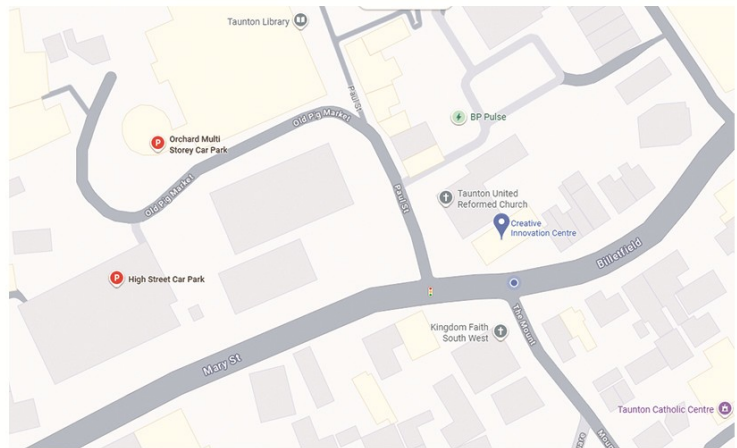 Taunton Library
Paul St
Old Pig Market
BP Pulse
Orchard Multi
Storey Car Park
Old Pig Market
Paul St
Taunton United
Reformed Church
Creative
Innovation Centre
Billetfield
High Street Car Park
The Mount
Kingdom Faith
South West
Mary St
Taunton Catholic Centre